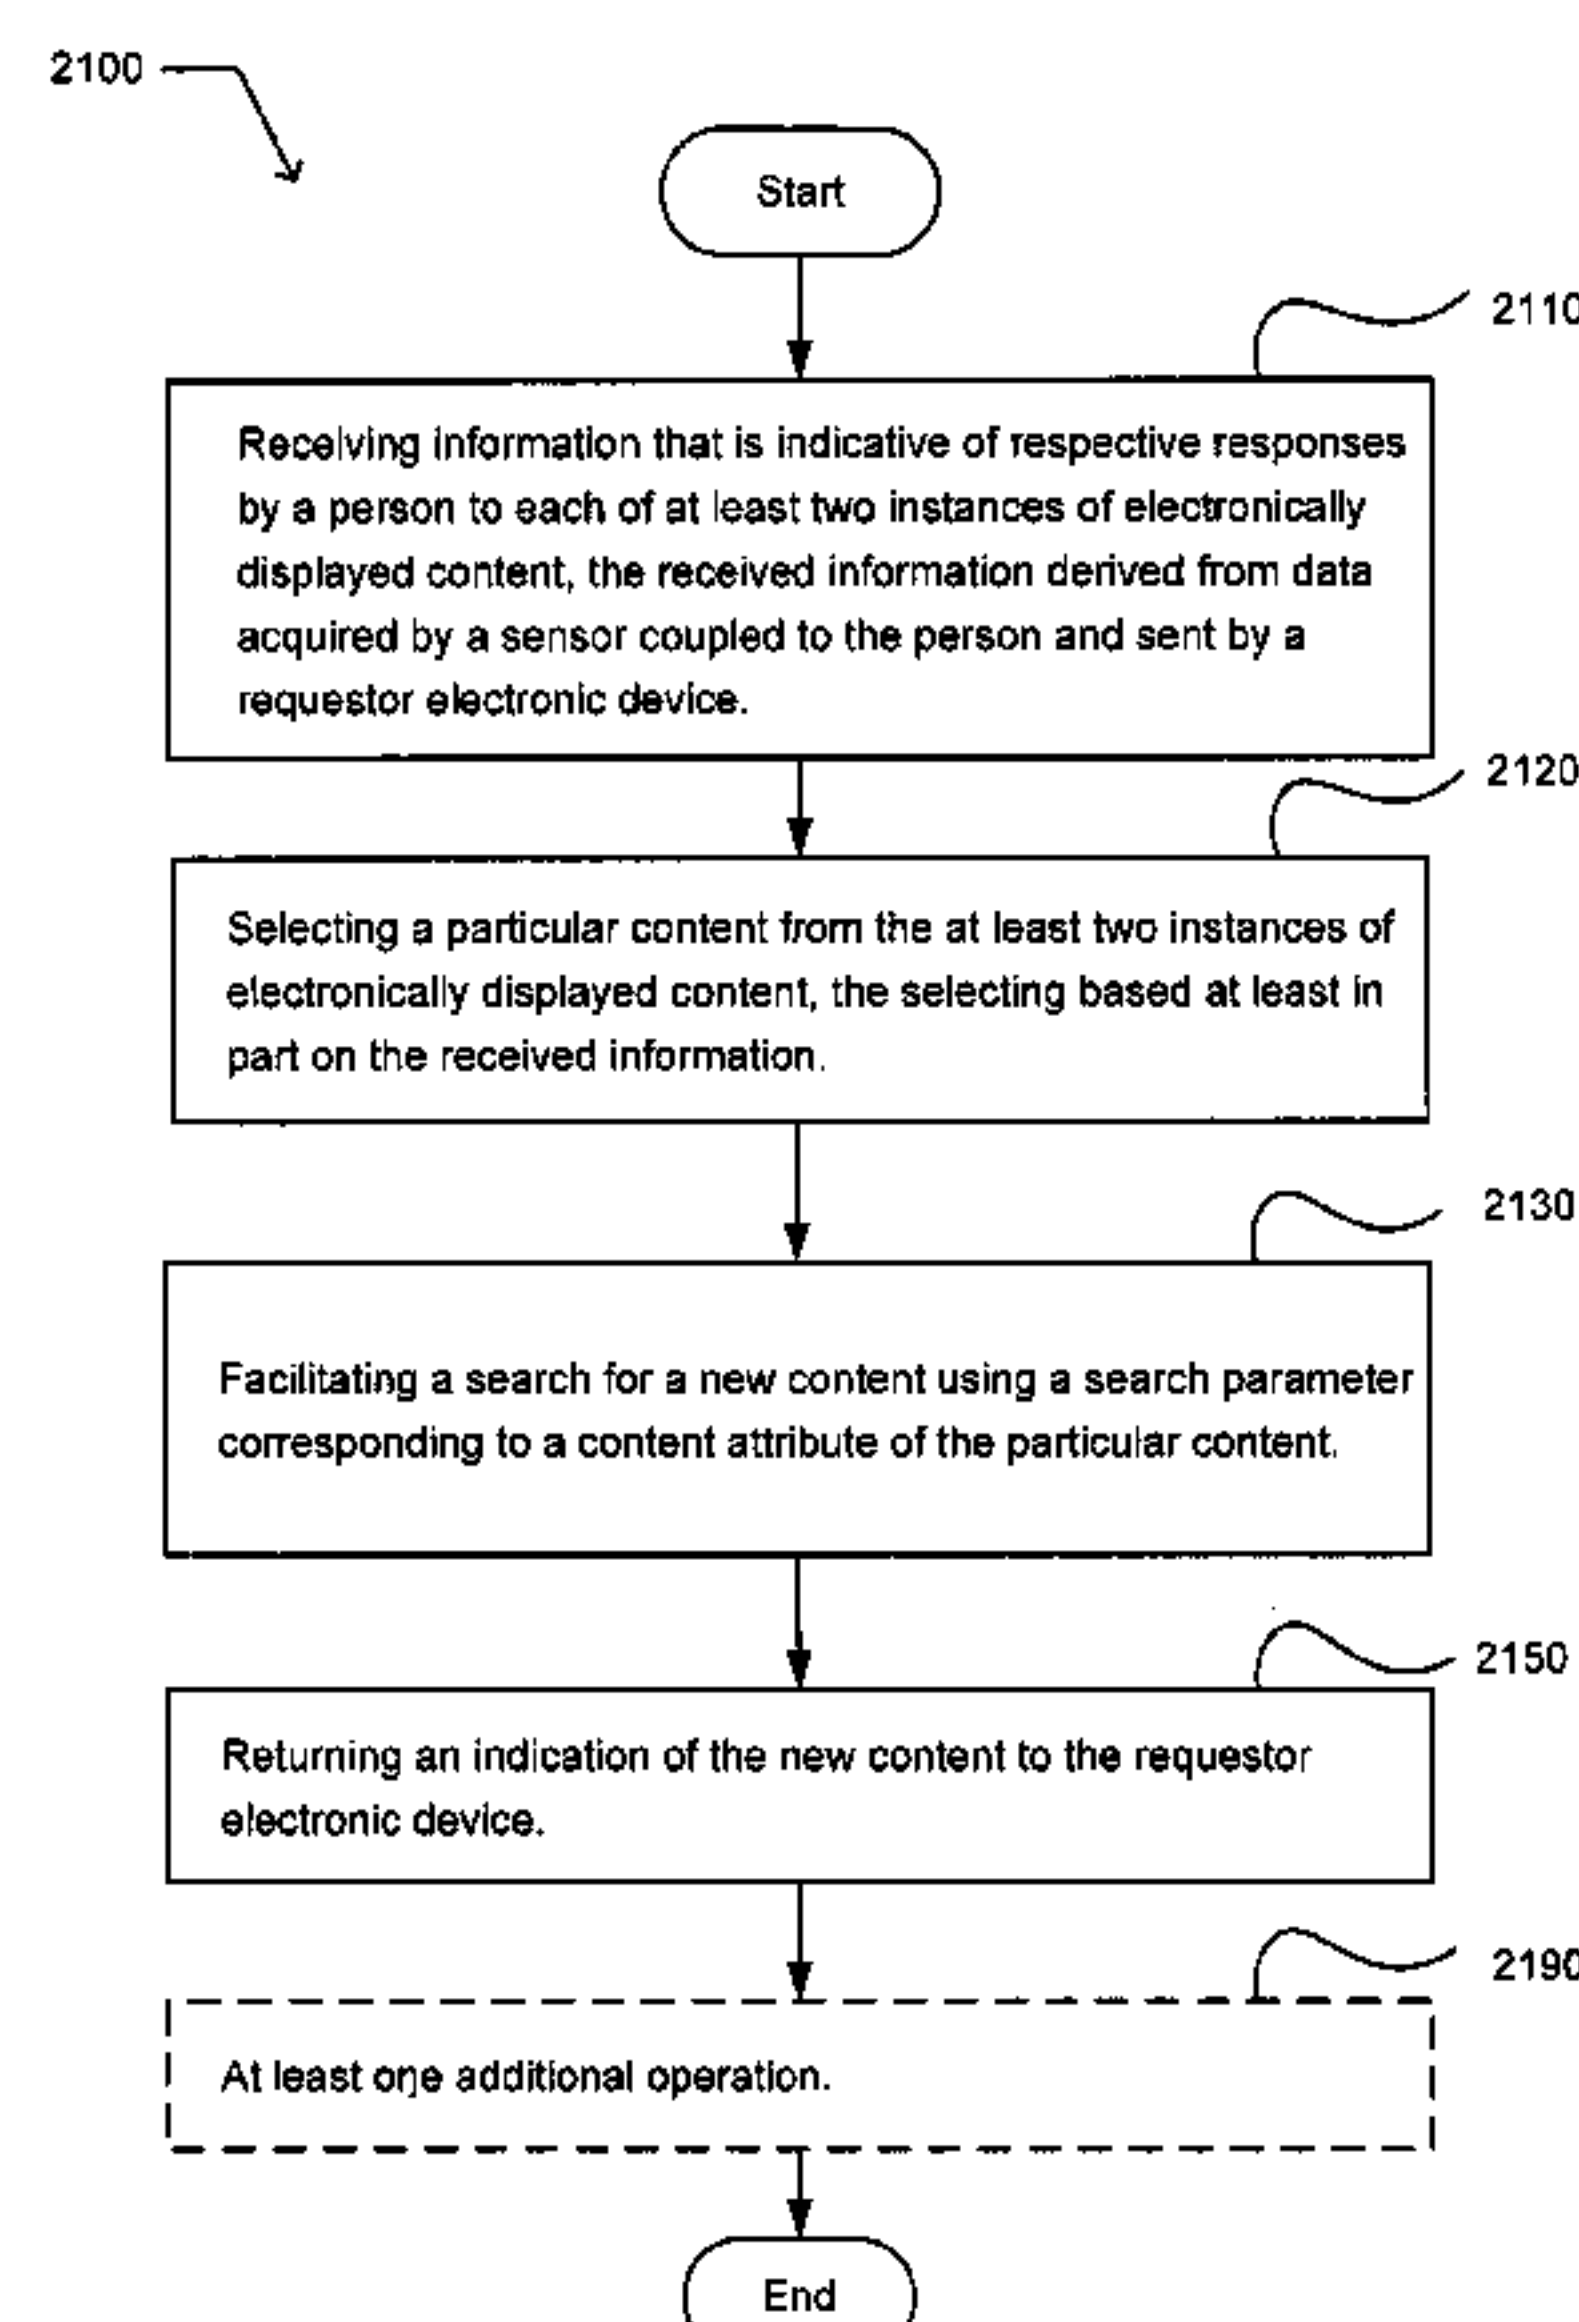 2100
Start
2110
Receiving information that is indicative of respective responses
by a person to each of at least two instances of electronically
displayed content, the received information derived from data
acquired by a sensor coupled to the person and sent by a
requestor electronic device.
2120
Selecting a particular content from the at least two instances of
electronically displayed content, the selecting based at least in
part on the received information.
2130
Facilitating a search for a new content using a search parameter
corresponding to a content attribute of the particular content.
2150
Returning an indication of the new content to the requestor
electronic device.
2190
At least one additional operation.
End